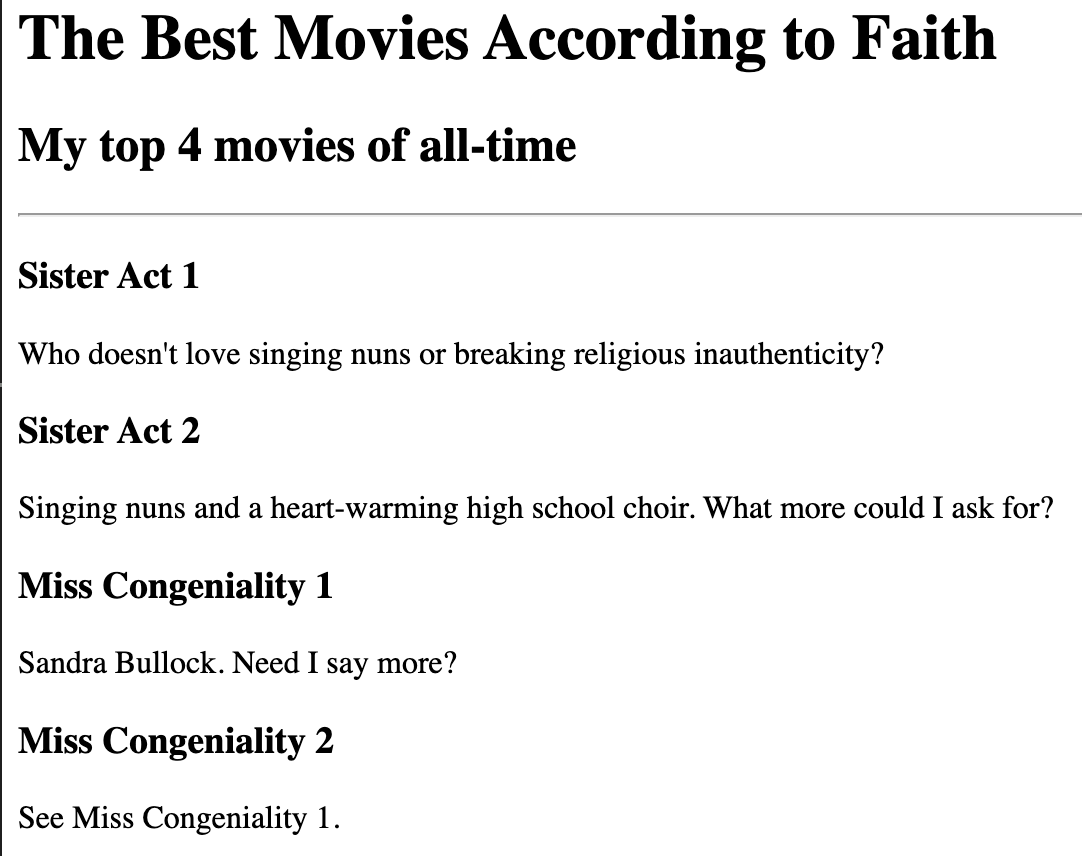 The Best Movies According to Faith
My top 4 movies of all-time
Sister Act 1
Who doesn't love singing nuns or breaking religious inauthenticity?
Sister Act 2
Singing nuns and a heart-warming high school choir. What more could I ask for?
Miss Congeniality 1
Sandra Bullock. Need I say more?
Miss Congeniality 2
See Miss Congeniality 1.